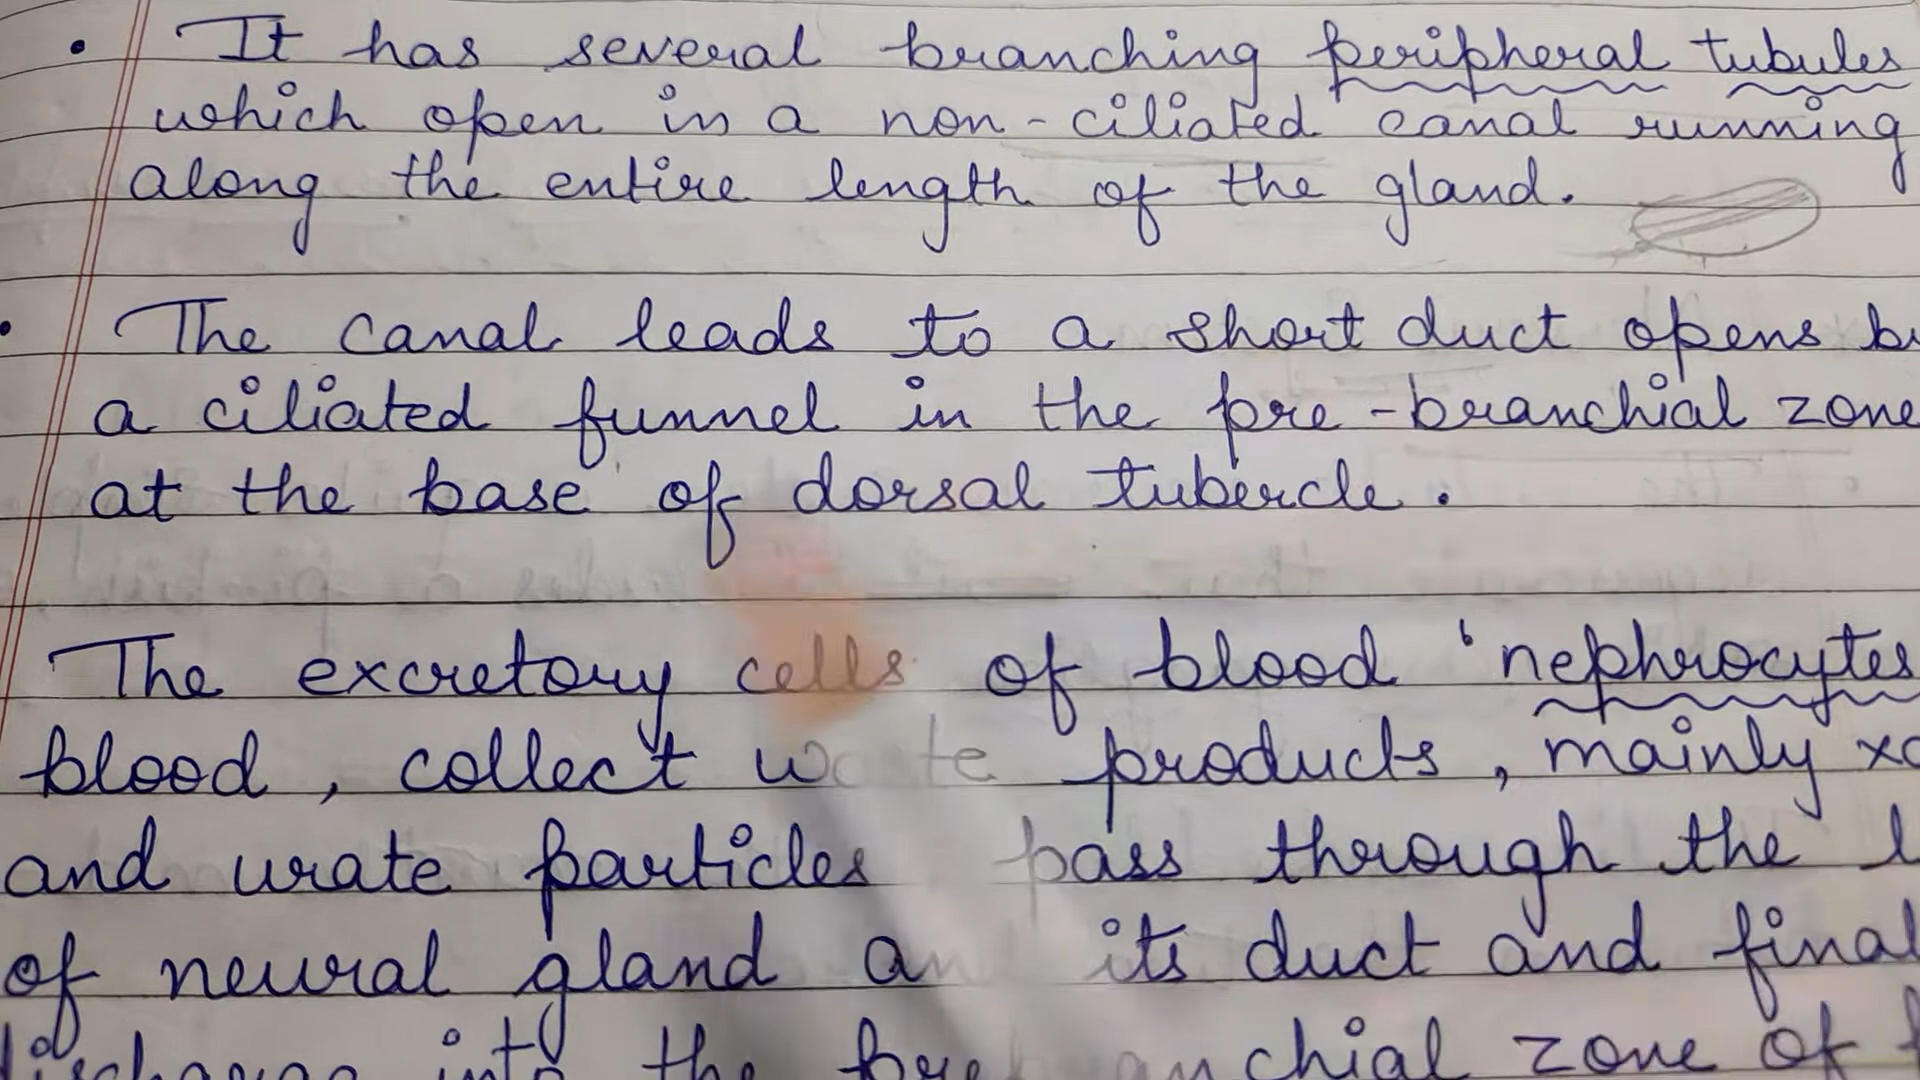 • It has several branching peripheral tubules
which open in a non-ciliated canal running
along the entire length of the gland.
• The canal leads to a short duct opens
a ciliated funnel in the pre-branchial zone
at the base of dorsal tubercle.
The excretory cells of blood 'nephrocytes
blood, collect products, mainly
and urate particles pass through the
of neural gland its duct and
into the zone of